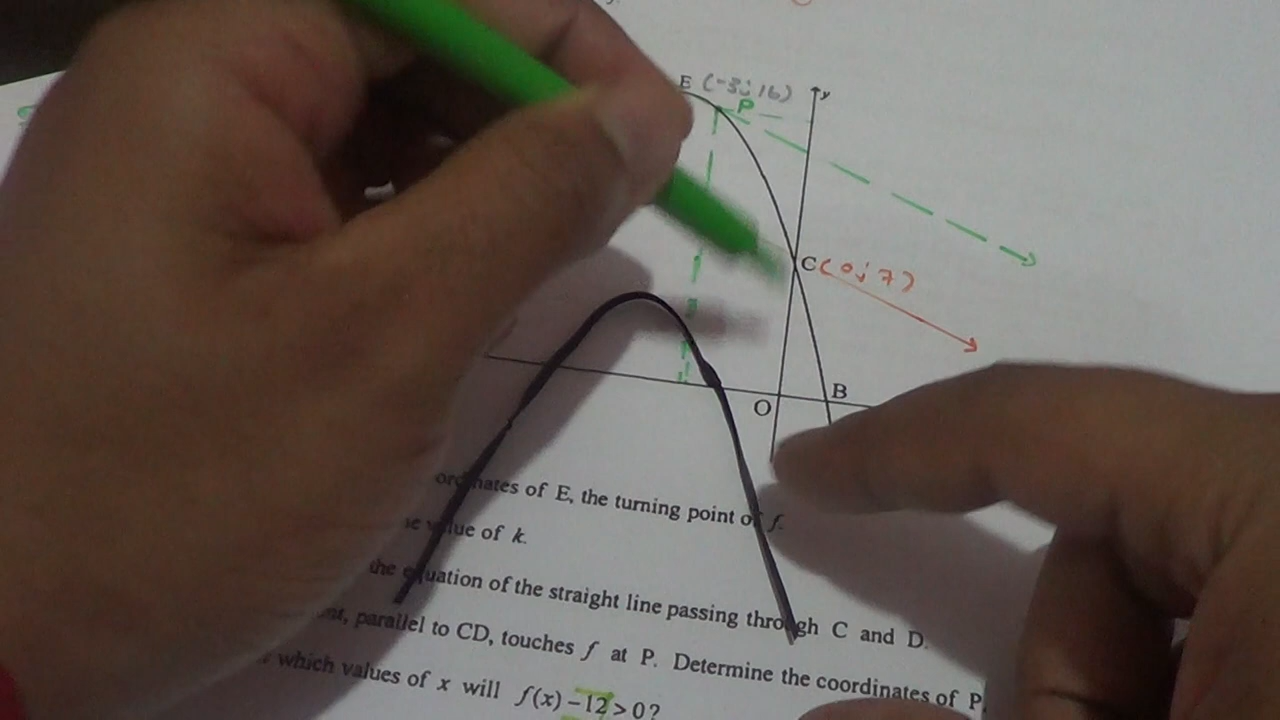 E (-3; 16)
y
P
C (0; 7)
B
O
ordinates of E, the turning point of f.
value of k.
the equation of the straight line passing through C and D.
parallel to CD, touches f at P. Determine the coordinates of P.
which values of x will f(x) − 12 > 0?